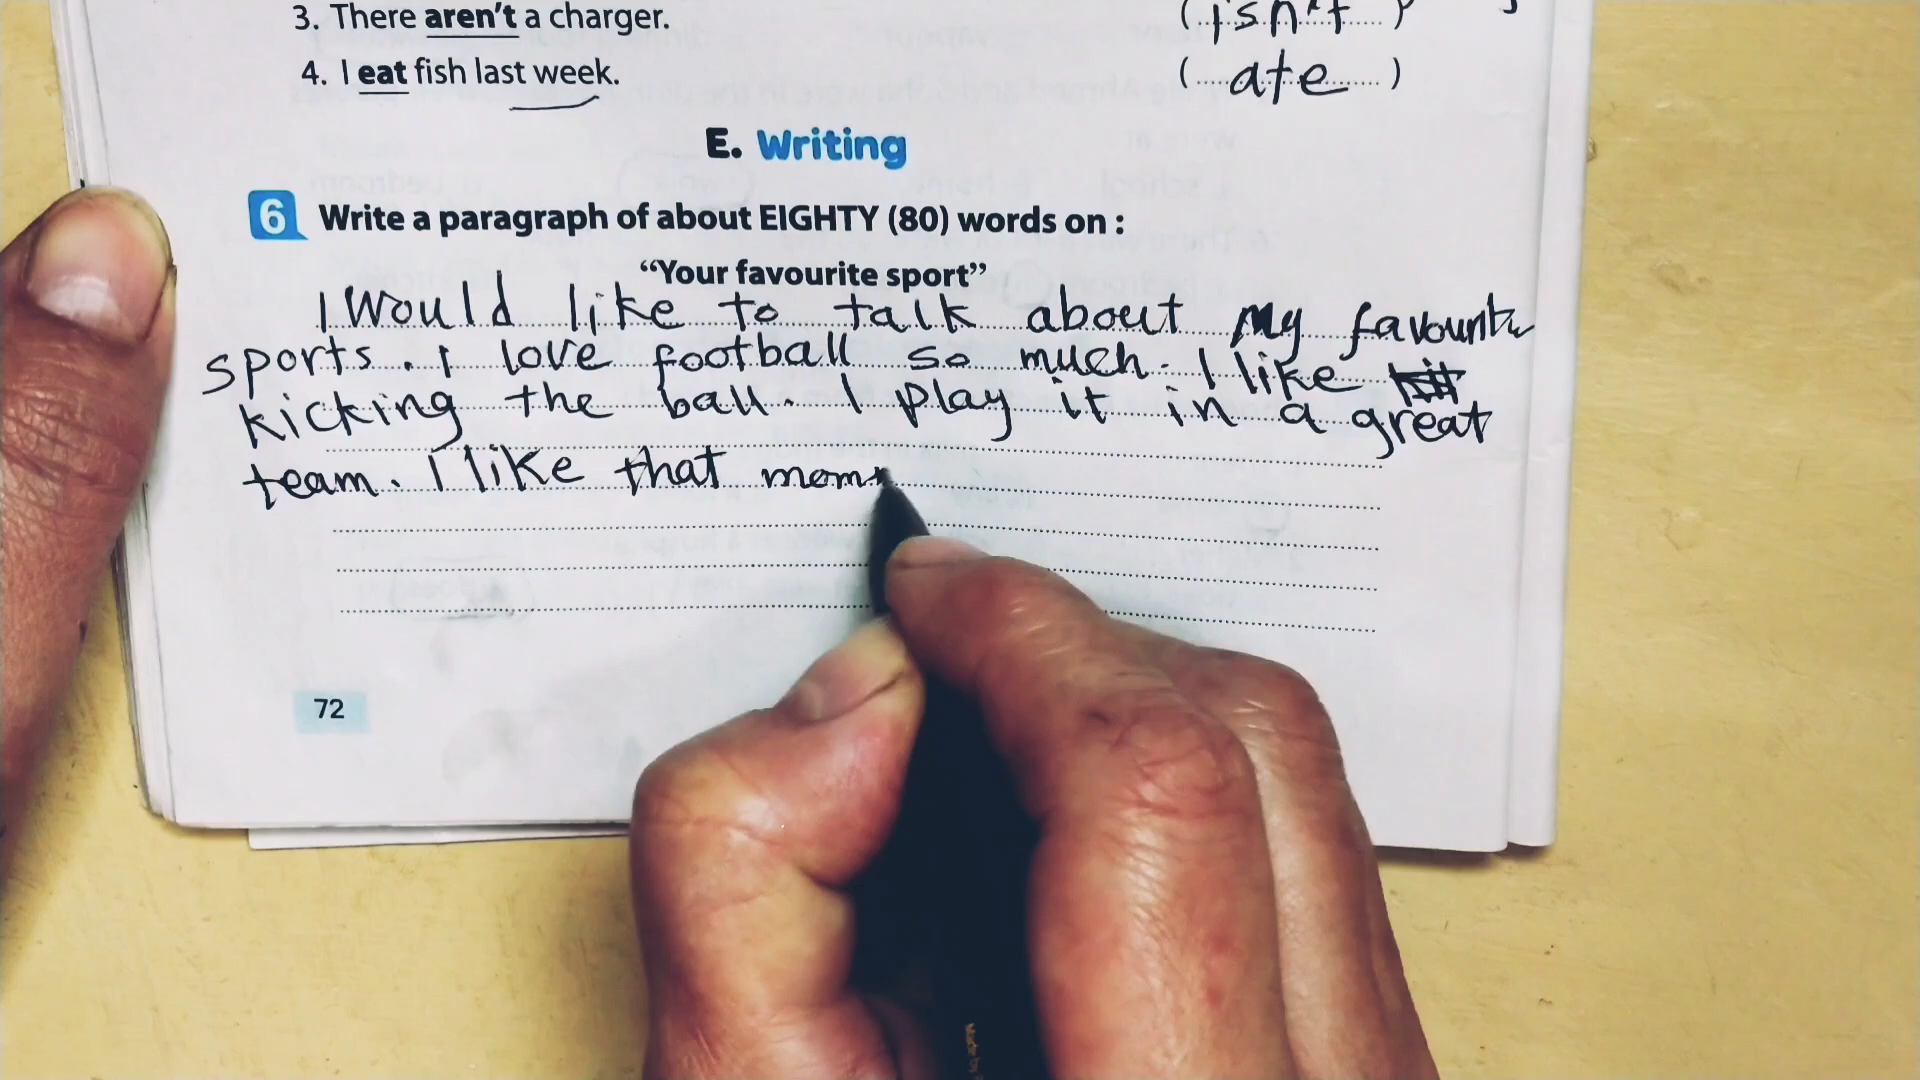 3. There aren't a charger. (isn't)
4. I eat fish last week. (ate)
E. Writing
6 Write a paragraph of about EIGHTY (80) words on :
“Your favourite sport”
I Would like to talk about My favourite
sports. I love football so much. I like
kicking the ball. I play it in a great
team. I like that mom
72